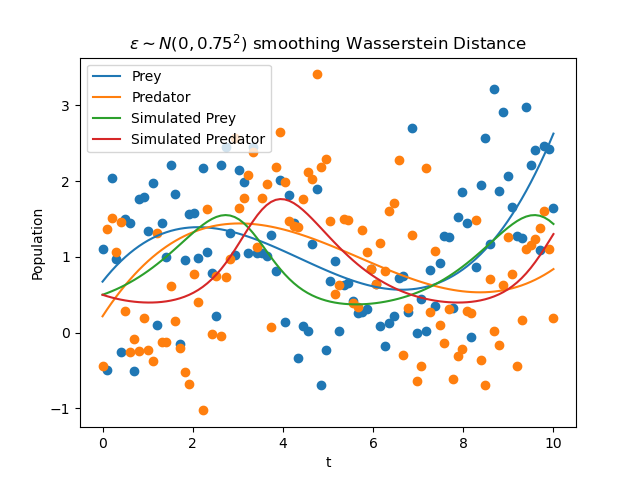 ε ~ N(0, 0.75²) smoothing Wasserstein Distance
Prey
Predator
Simulated Prey
Simulated Predator
Population
3
2
1
0
−1
0 2 4 6 8 10
t